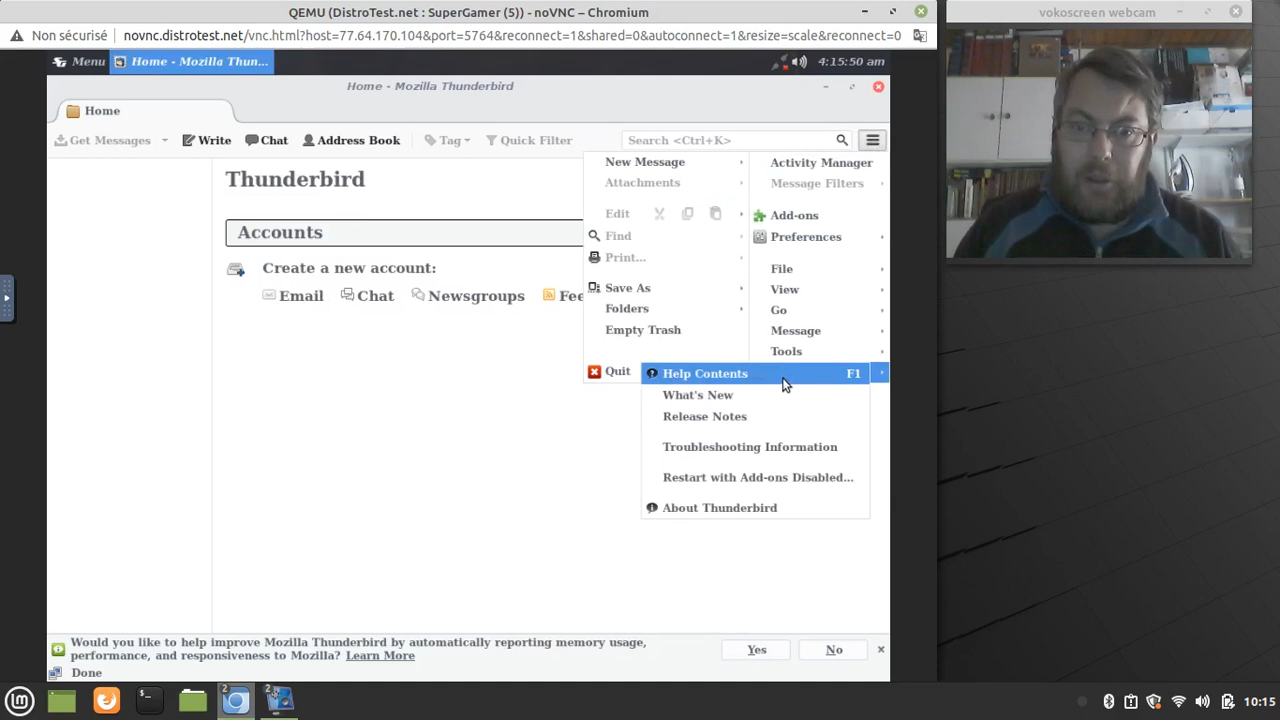 QEMU (DistroTest.net : SuperGamer (5)) - noVNC – Chromium
vokoscreen webcam
Non sécurisé novnc.distrotest.net/vnc.html?host=77.64.170.104&port=5764&reconnect=1&shared=0&autoconnect=1&resize=scale&reconnect=0
Menu Home - Mozilla Thun... 4:15:50 am
Home - Mozilla Thunderbird
Home
Get Messages Write Chat Address Book Tag Quick Filter Search <Ctrl+K>
Thunderbird
Accounts
Create a new account:
Email Chat Newsgroups Fee
New Message
Attachments
Edit
Find
Print...
Save As
Folders
Empty Trash
Quit
Activity Manager
Message Filters
Add-ons
Preferences
File
View
Go
Message
Tools
Help Contents F1
What's New
Release Notes
Troubleshooting Information
Restart with Add-ons Disabled...
About Thunderbird
Would you like to help improve Mozilla Thunderbird by automatically reporting memory usage,
performance, and responsiveness to Mozilla? Learn More
Yes No
Done
2 2
10:15